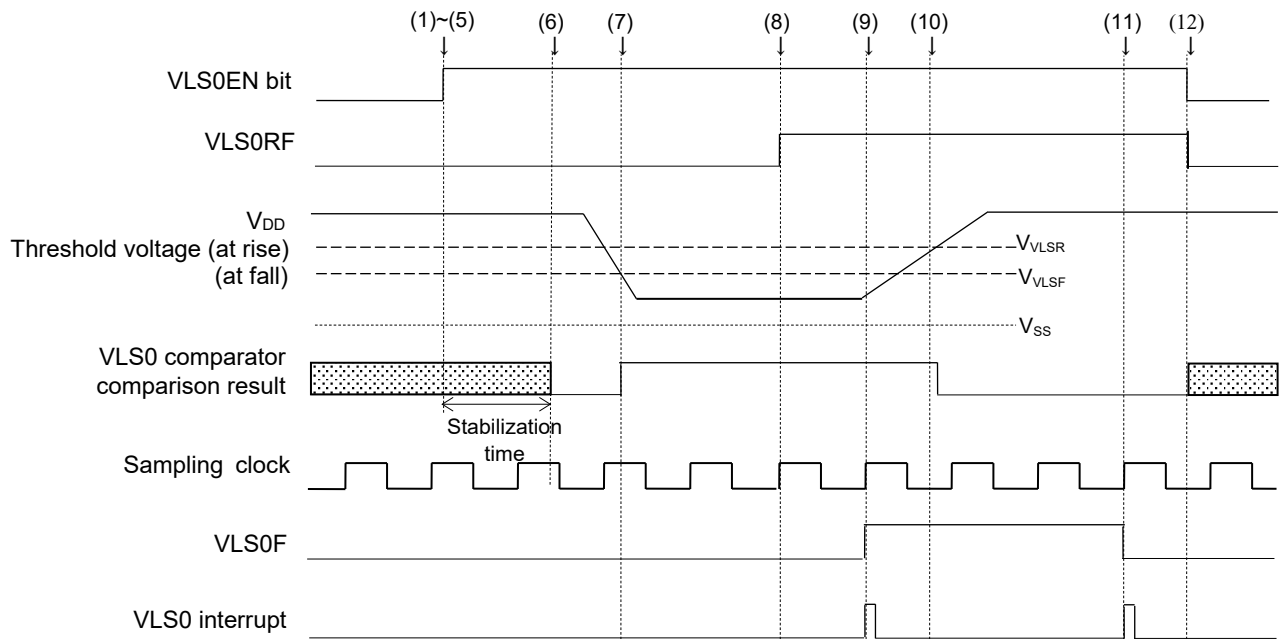 (1)~(5) (6) (7) (8) (9) (10) (11) (12)
VLS0EN bit
VLS0RF
VDD
Threshold voltage (at rise)
VVLSR
(at fall)
VVLSF
VSS
VLS0 comparator
comparison result
Stabilization
time
Sampling clock
VLS0F
VLS0 interrupt